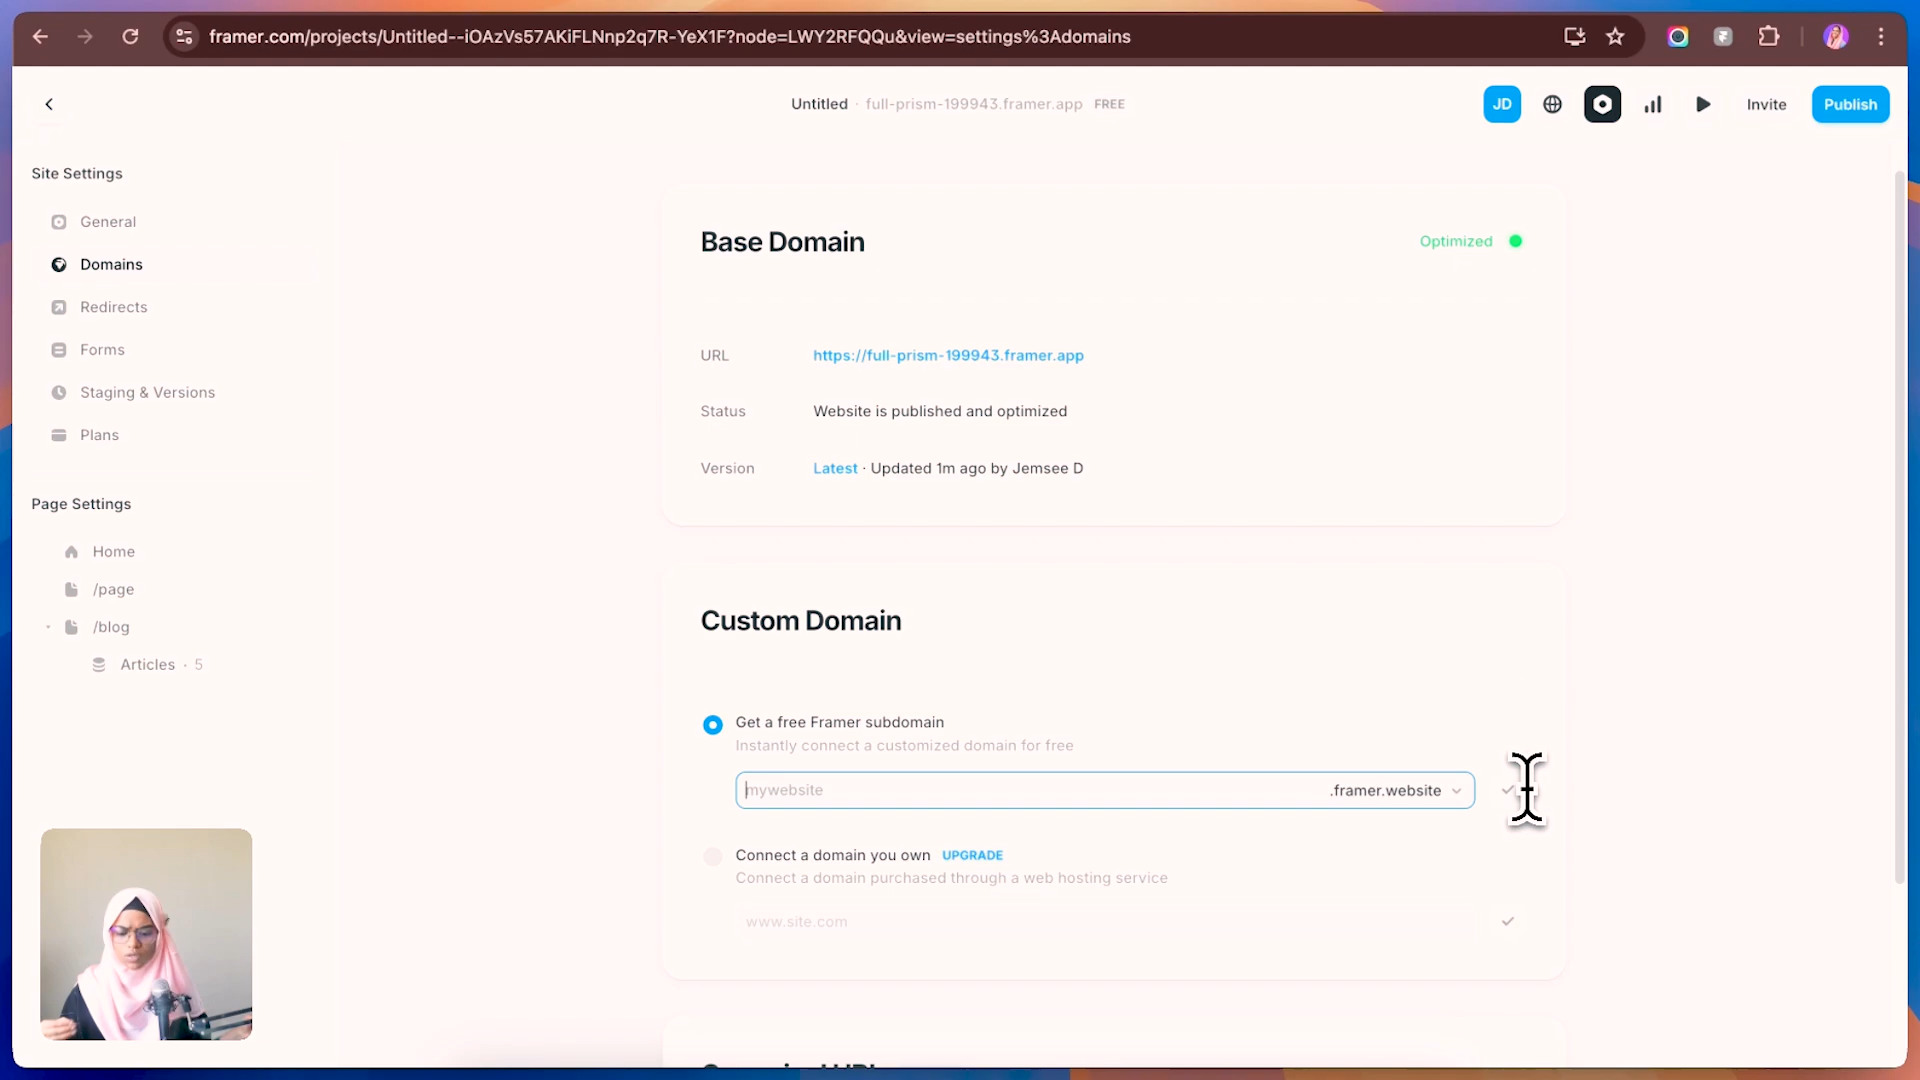 framer.com/projects/Untitled--iOAzVs57AKiFLNnp2q7R-YeX1F?node=LWY2RFQQu&view=settings%3Adomains
Untitled · full-prism-199943.framer.app FREE
JD
Invite
Publish
Site Settings
General
Domains
Redirects
Forms
Staging & Versions
Plans
Page Settings
Home
/page
/blog
Articles · 5
Base Domain
Optimized
URL https://full-prism-199943.framer.app
Status Website is published and optimized
Version Latest · Updated 1m ago by Jemsee D
Custom Domain
Get a free Framer subdomain
Instantly connect a customized domain for free
mywebsite .framer.website
Connect a domain you own UPGRADE
Connect a domain purchased through a web hosting service
www.site.com